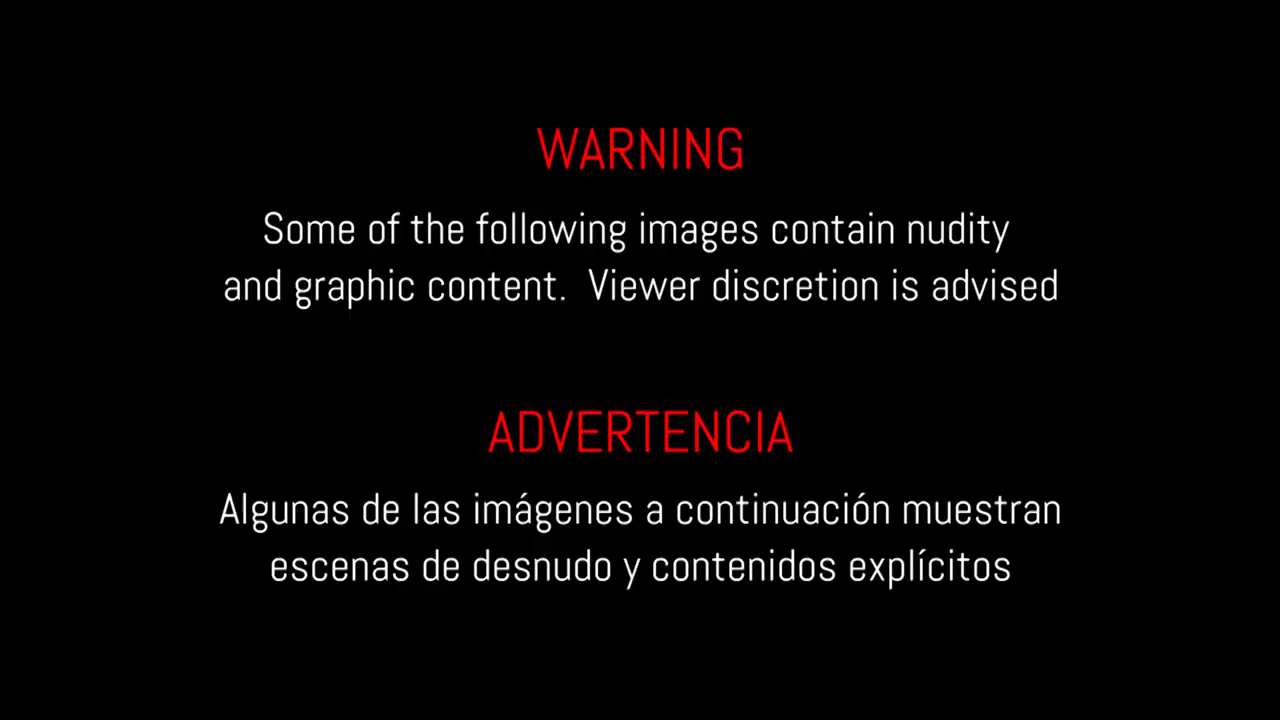 WARNING
Some of the following images contain nudity
and graphic content.  Viewer discretion is advised
ADVERTENCIA
Algunas de las imágenes a continuación muestran
escenas de desnudo y contenidos explícitos